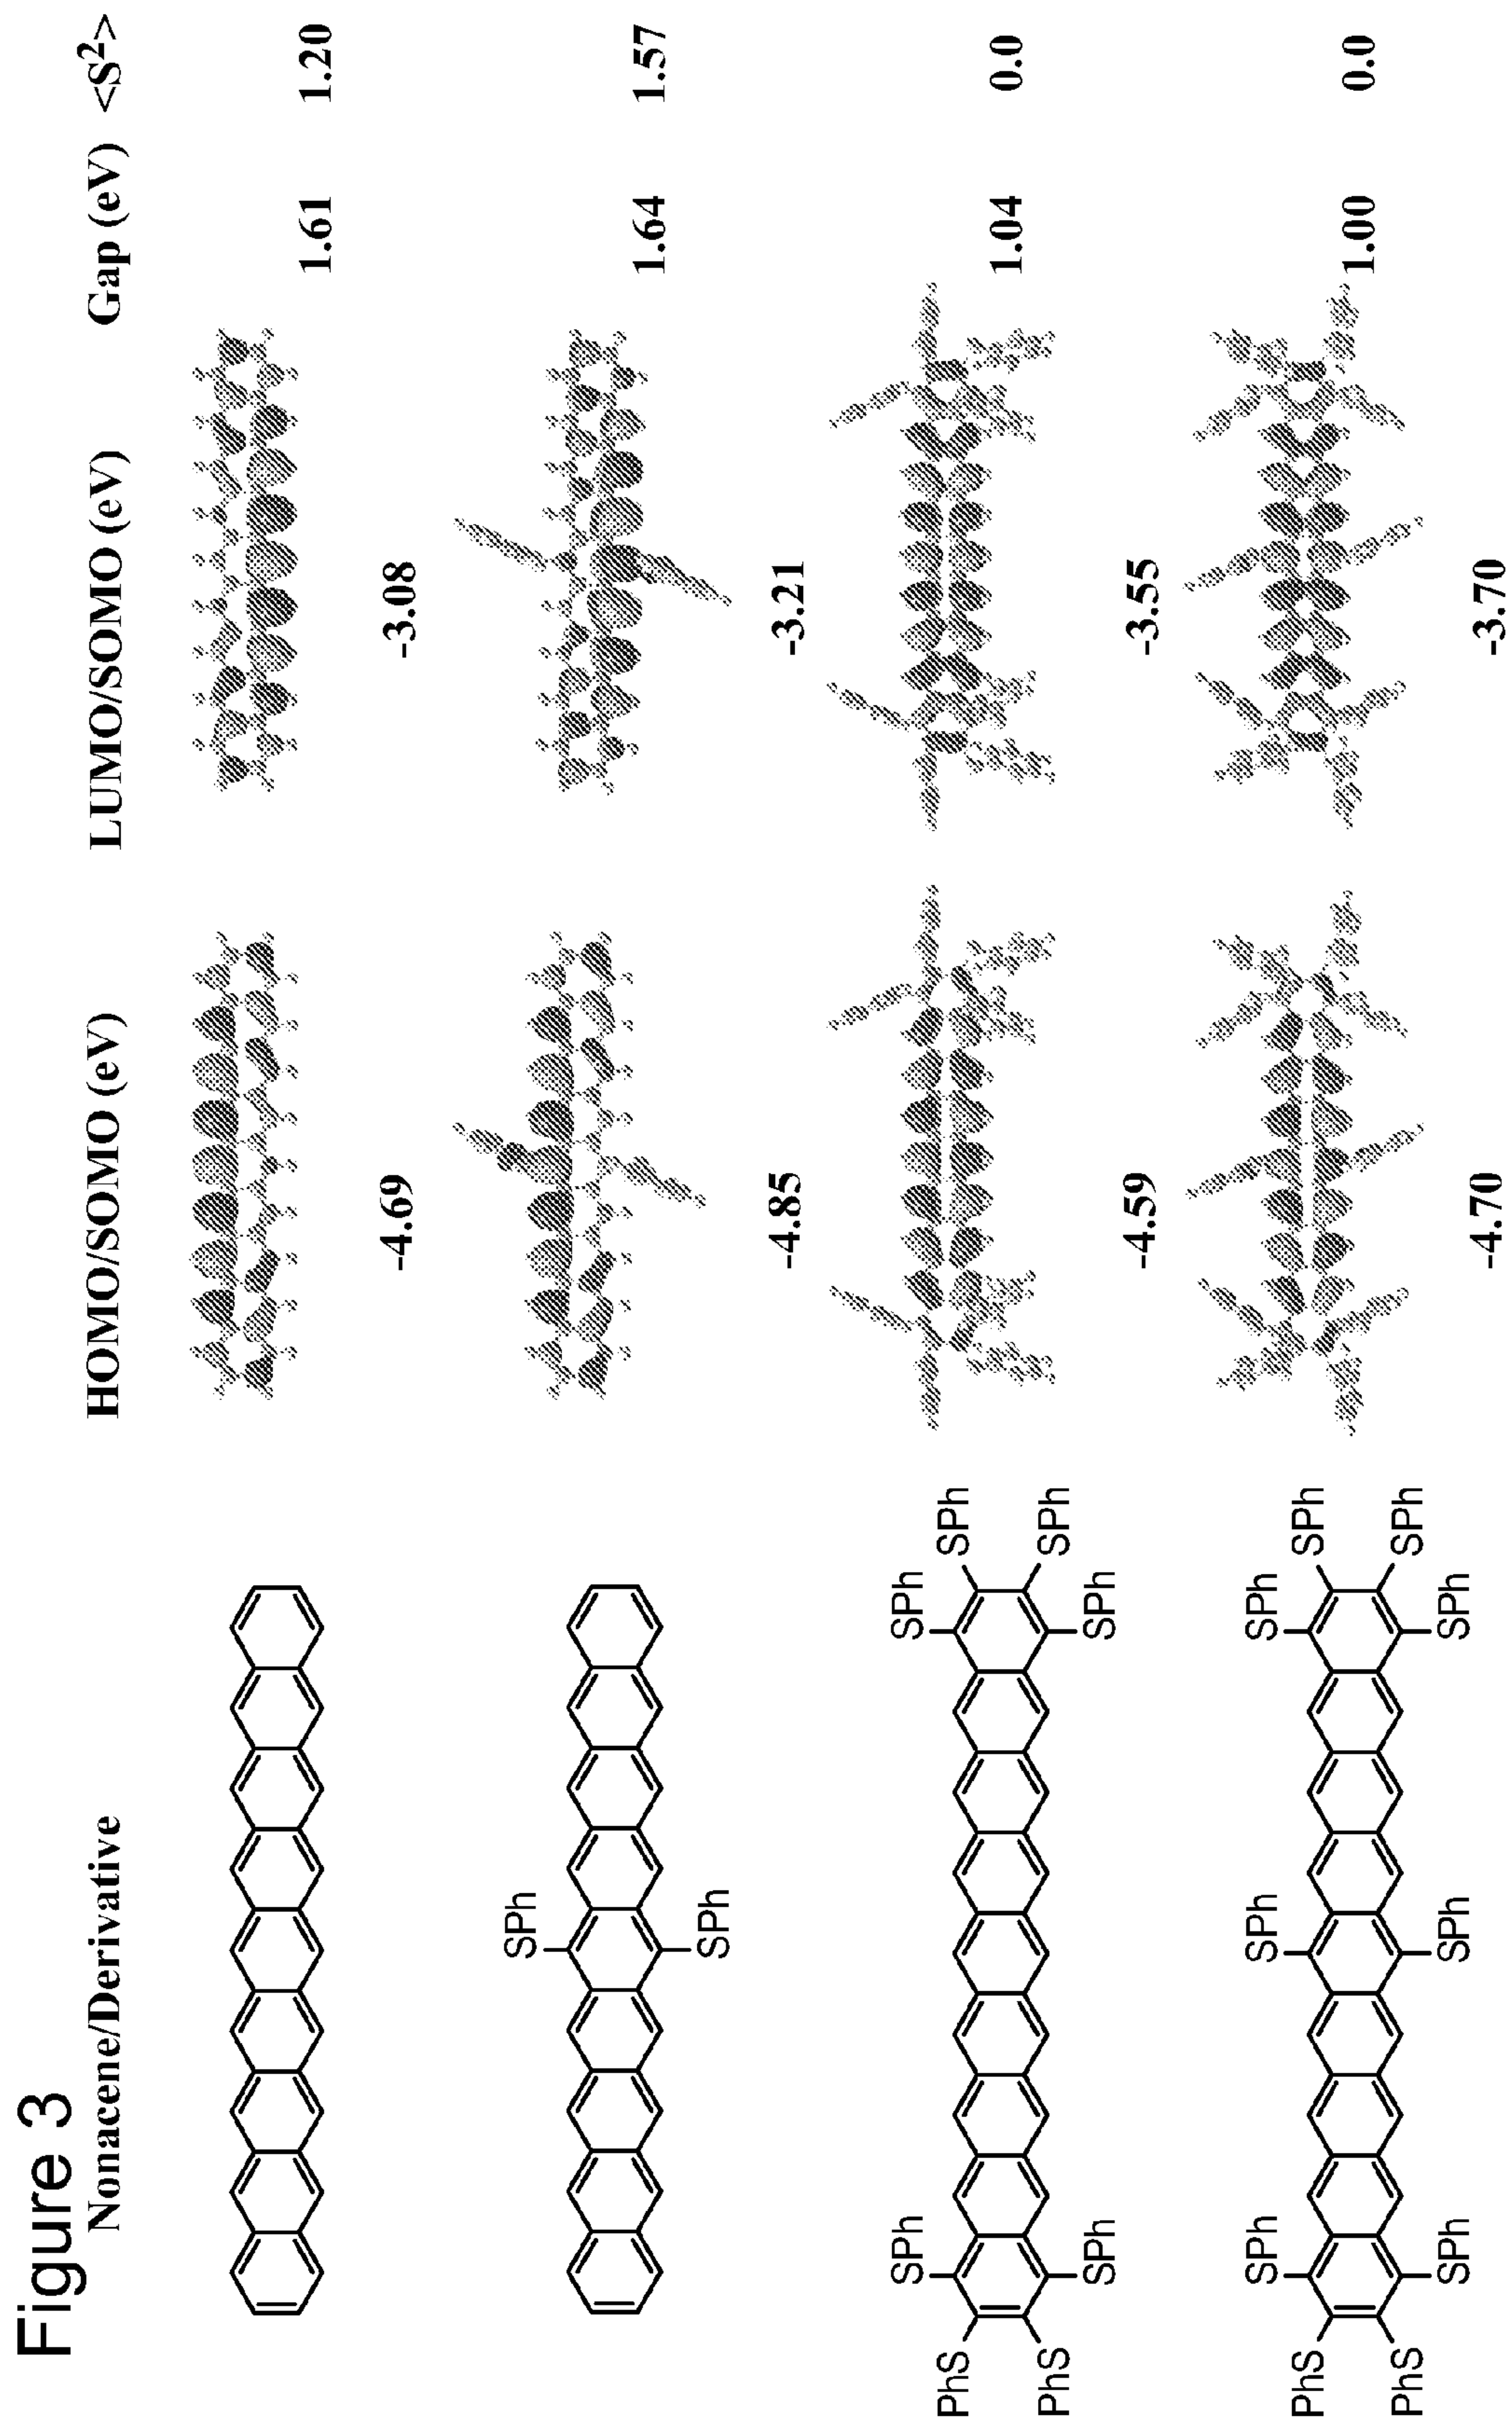 Figure 3
Nonacene/Derivative HOMO/SOMO (eV) LUMO/SOMO (eV) Gap (eV) <S²>
1.61 1.20
-4.69 -3.08
SPh
1.64 1.57
SPh
-4.85 -3.21
SPh SPh
PhS SPh
1.04 0.0
PhS SPh
SPh SPh
-4.59 -3.55
SPh SPh SPh
PhS SPh
1.00 0.0
PhS SPh
SPh SPh SPh
-4.70 -3.70